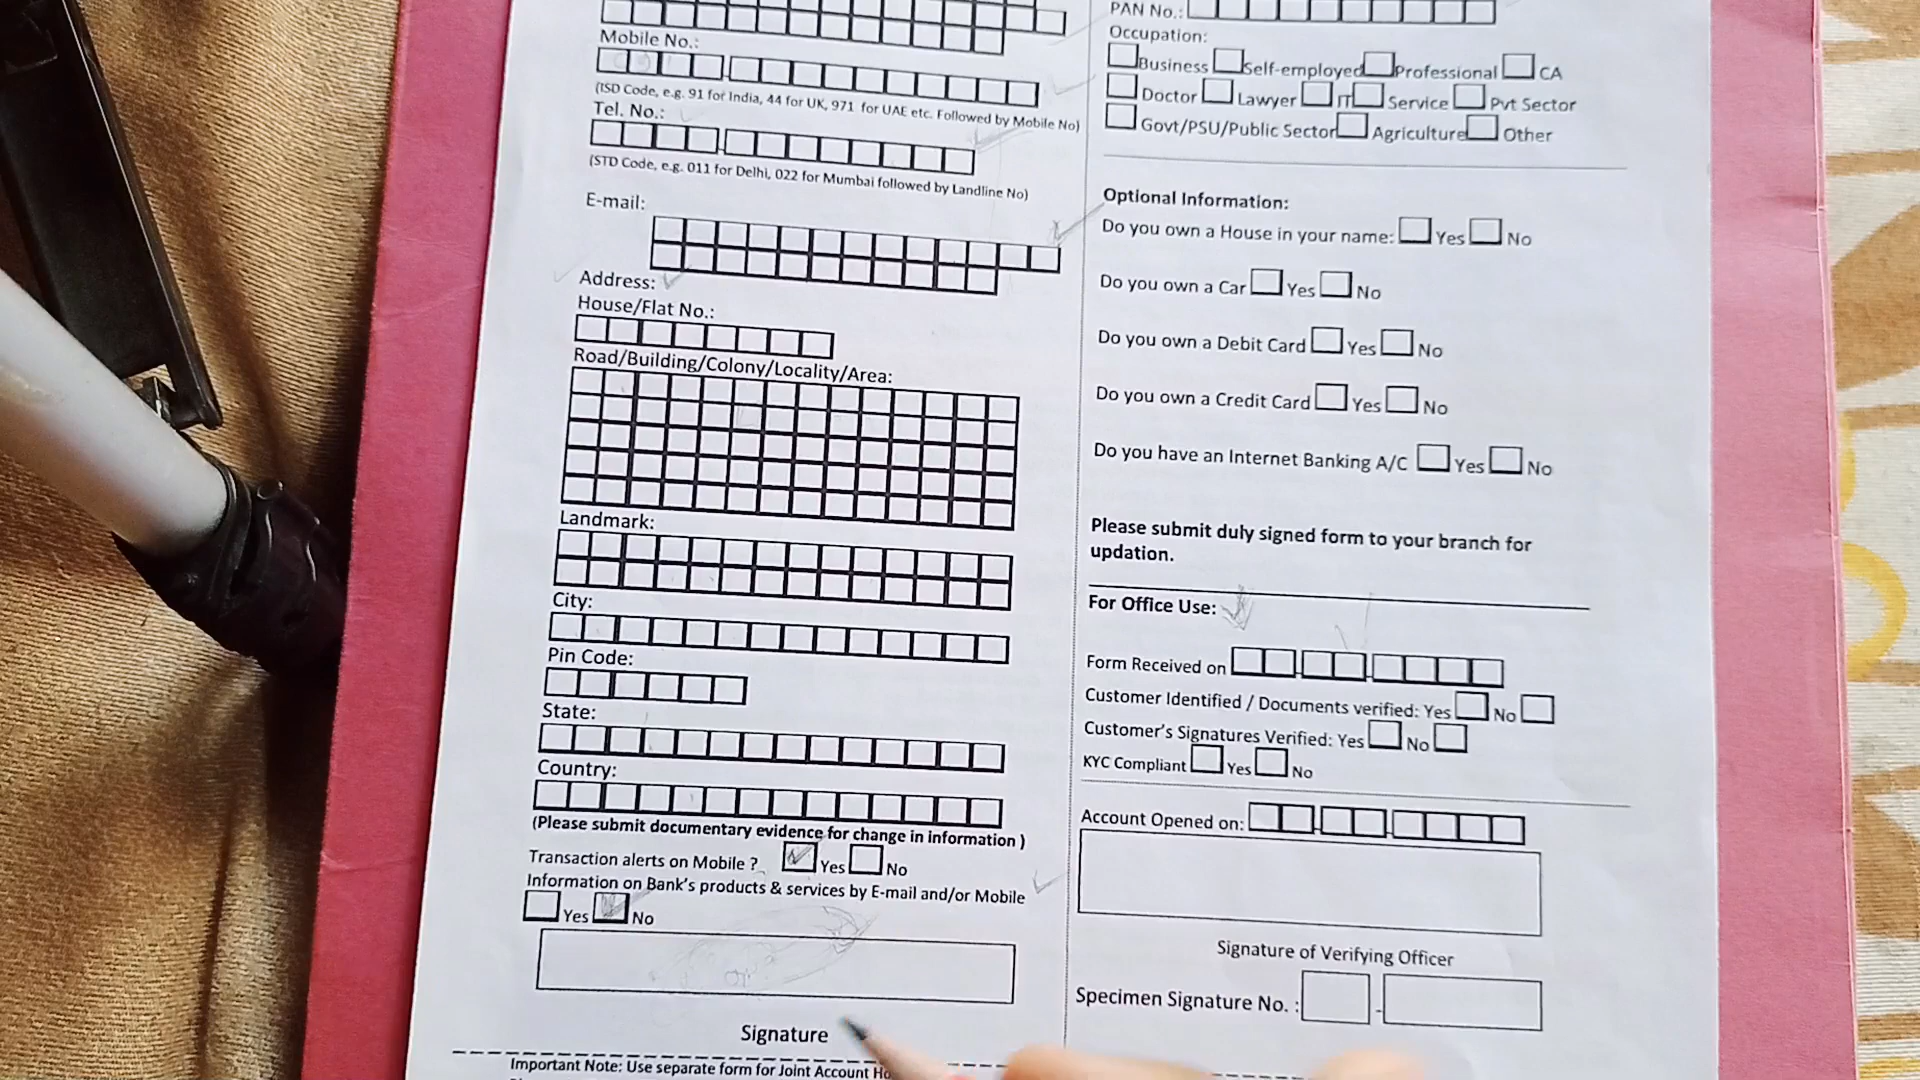 Mobile No.:
(ISD Code, e.g. 91 for India, 44 for UK, 971 for UAE etc. Followed by Mobile No)
Tel. No.:
(STD Code, e.g. 011 for Delhi, 022 for Mumbai followed by Landline No)
E-mail:
Address:
House/Flat No.:
Road/Building/Colony/Locality/Area:
Landmark:
City:
Pin Code:
State:
Country:
(Please submit documentary evidence for change in information )
Transaction alerts on Mobile ? Yes No
Information on Bank's products & services by E-mail and/or Mobile
Yes No
Signature
Important Note: Use separate form for Joint Account
PAN No.:
Occupation:
Business Self-employed Professional CA
Doctor Lawyer IT Service Pvt Sector
Govt/PSU/Public Sector Agriculture Other
Optional Information:
Do you own a House in your name: Yes No
Do you own a Car Yes No
Do you own a Debit Card Yes No
Do you own a Credit Card Yes No
Do you have an Internet Banking A/C Yes No
Please submit duly signed form to your branch for
updation.
For Office Use:
Form Received on
Customer Identified / Documents verified: Yes No
Customer's Signatures Verified: Yes No
KYC Compliant Yes No
Account Opened on:
Signature of Verifying Officer
Specimen Signature No. : -